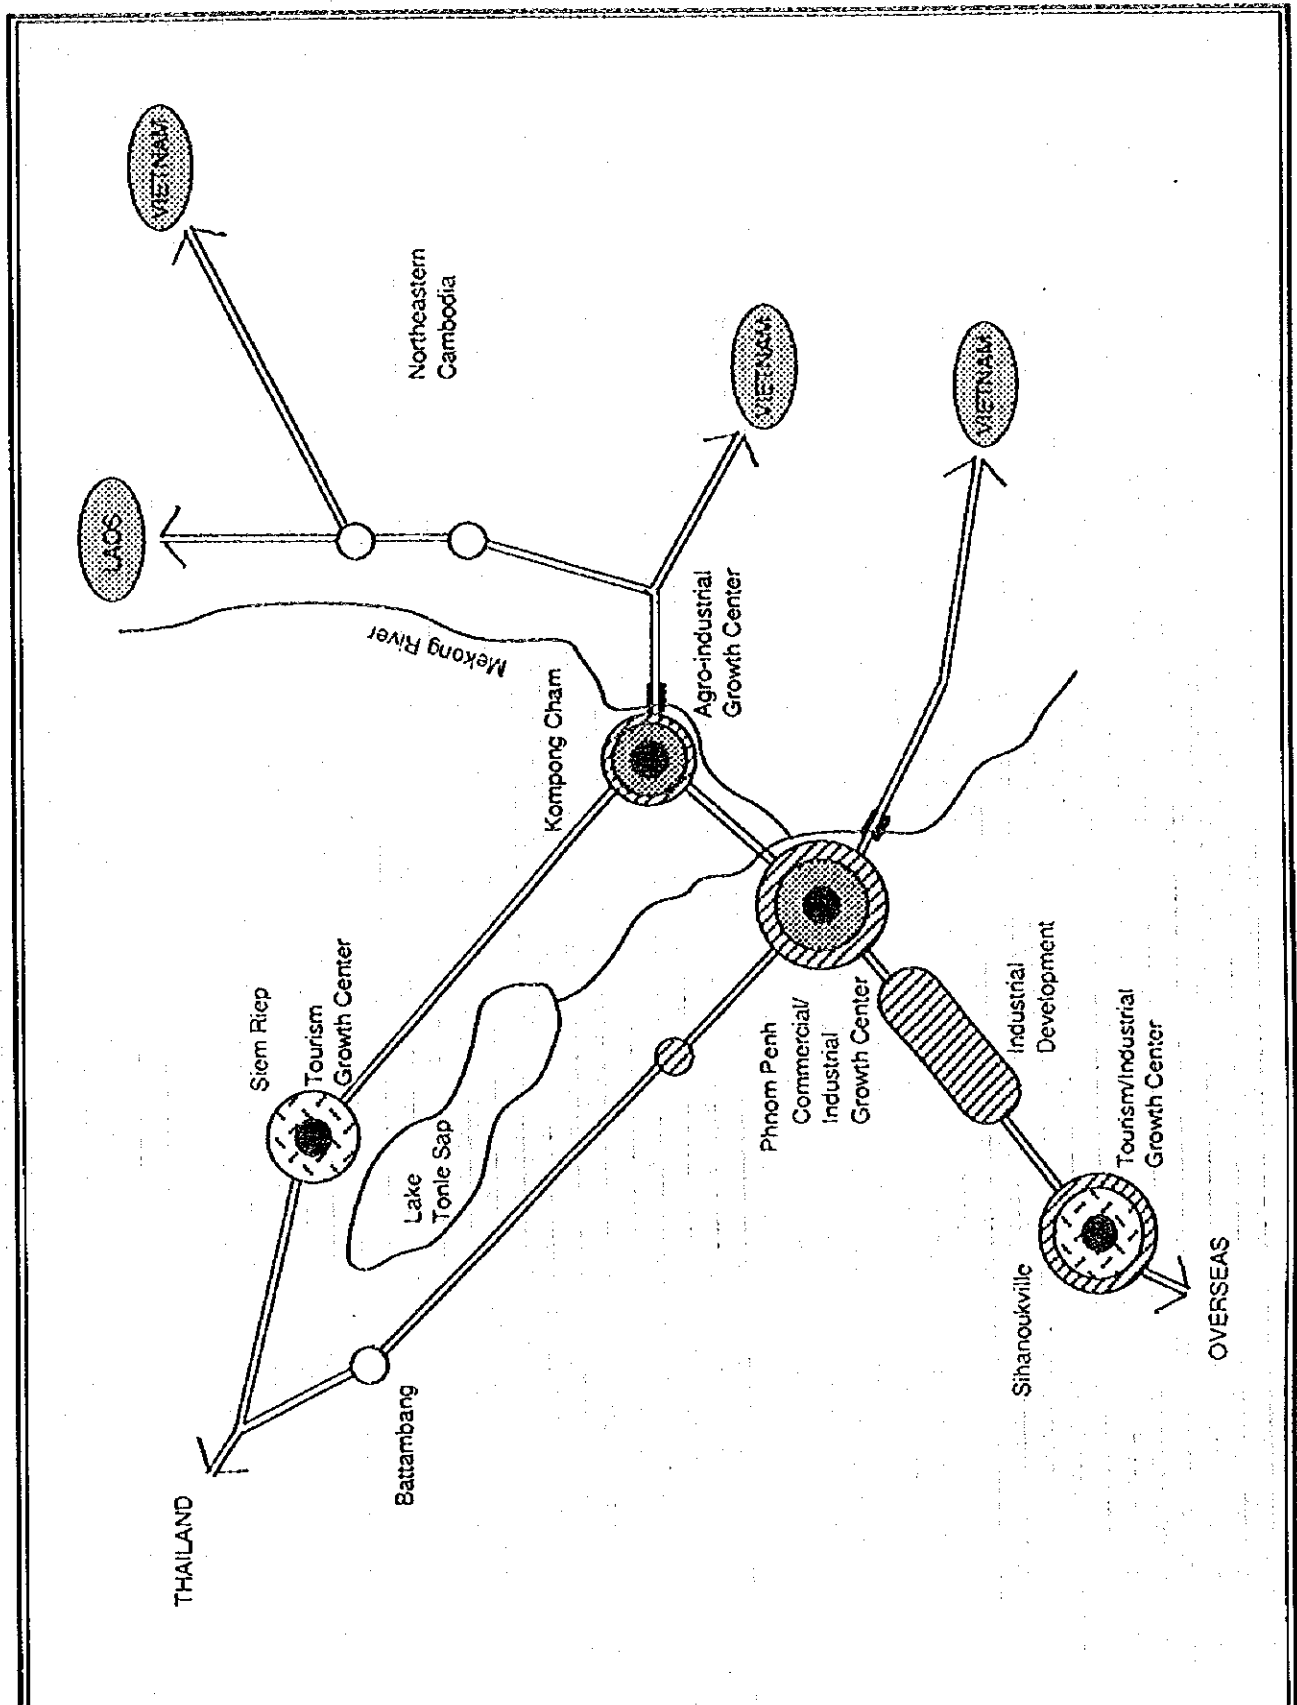 LAOS
VIETNAM
THAILAND
Siem Riep
Tourism
Growth Center
Mekong River
Battambang
Lake
Tonle Sap
Northeastern
Cambodia
Kompong Cham
Agro-industrial
Growth Center
VIETNAM
Phnom Penh
Commercial/
Industrial
Growth Center
VIETNAM
Industrial
Development
Sihanoukville
Tourism/Industrial
Growth Center
OVERSEAS